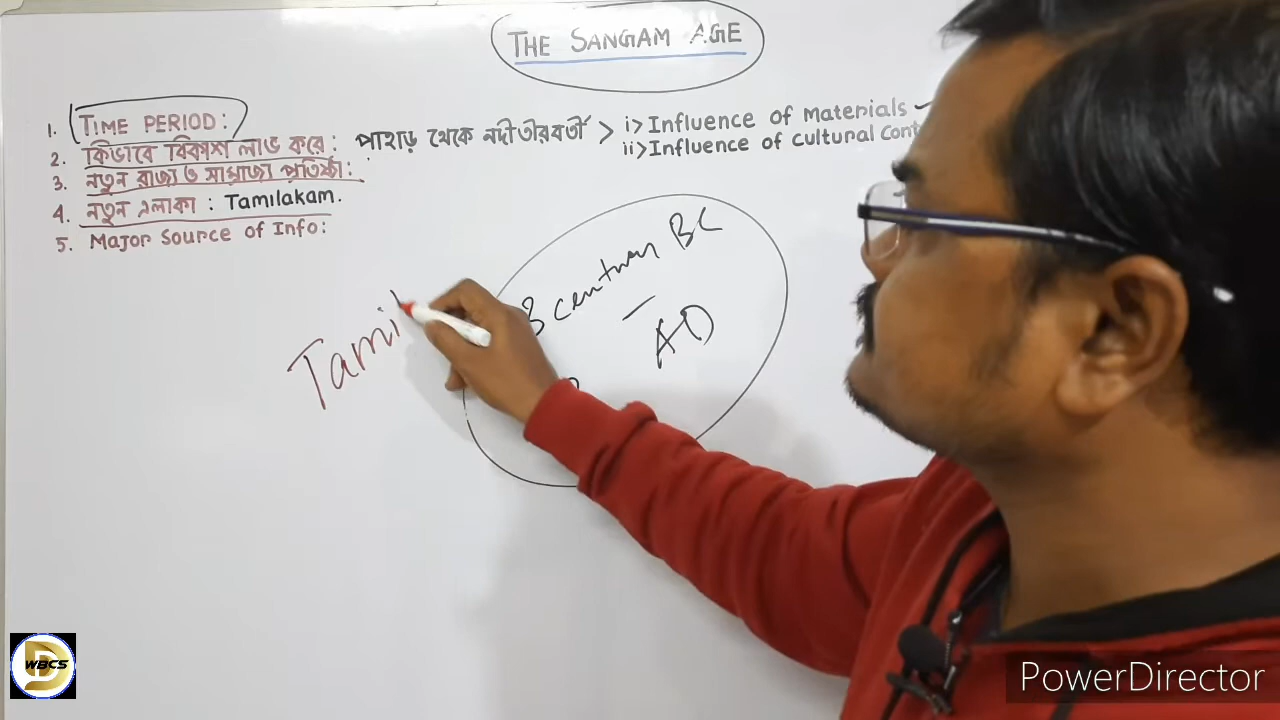 THE SANGAM AGE
1. TIME PERIOD:
2. কিভাবে বিকাশ লাভ করে : পাহাড় থেকে নদীতীরবর্তী > i> Influence of Materials
ii> Influence of cultural cont
3. নতুন রাজ্য ও সাম্রাজ্য প্রতিষ্ঠা :
4. নতুন এলাকা : Tamilakam.
5. Major Source of Info:
3 century BC
—
AD
Tamil
WBCS
PowerDirector